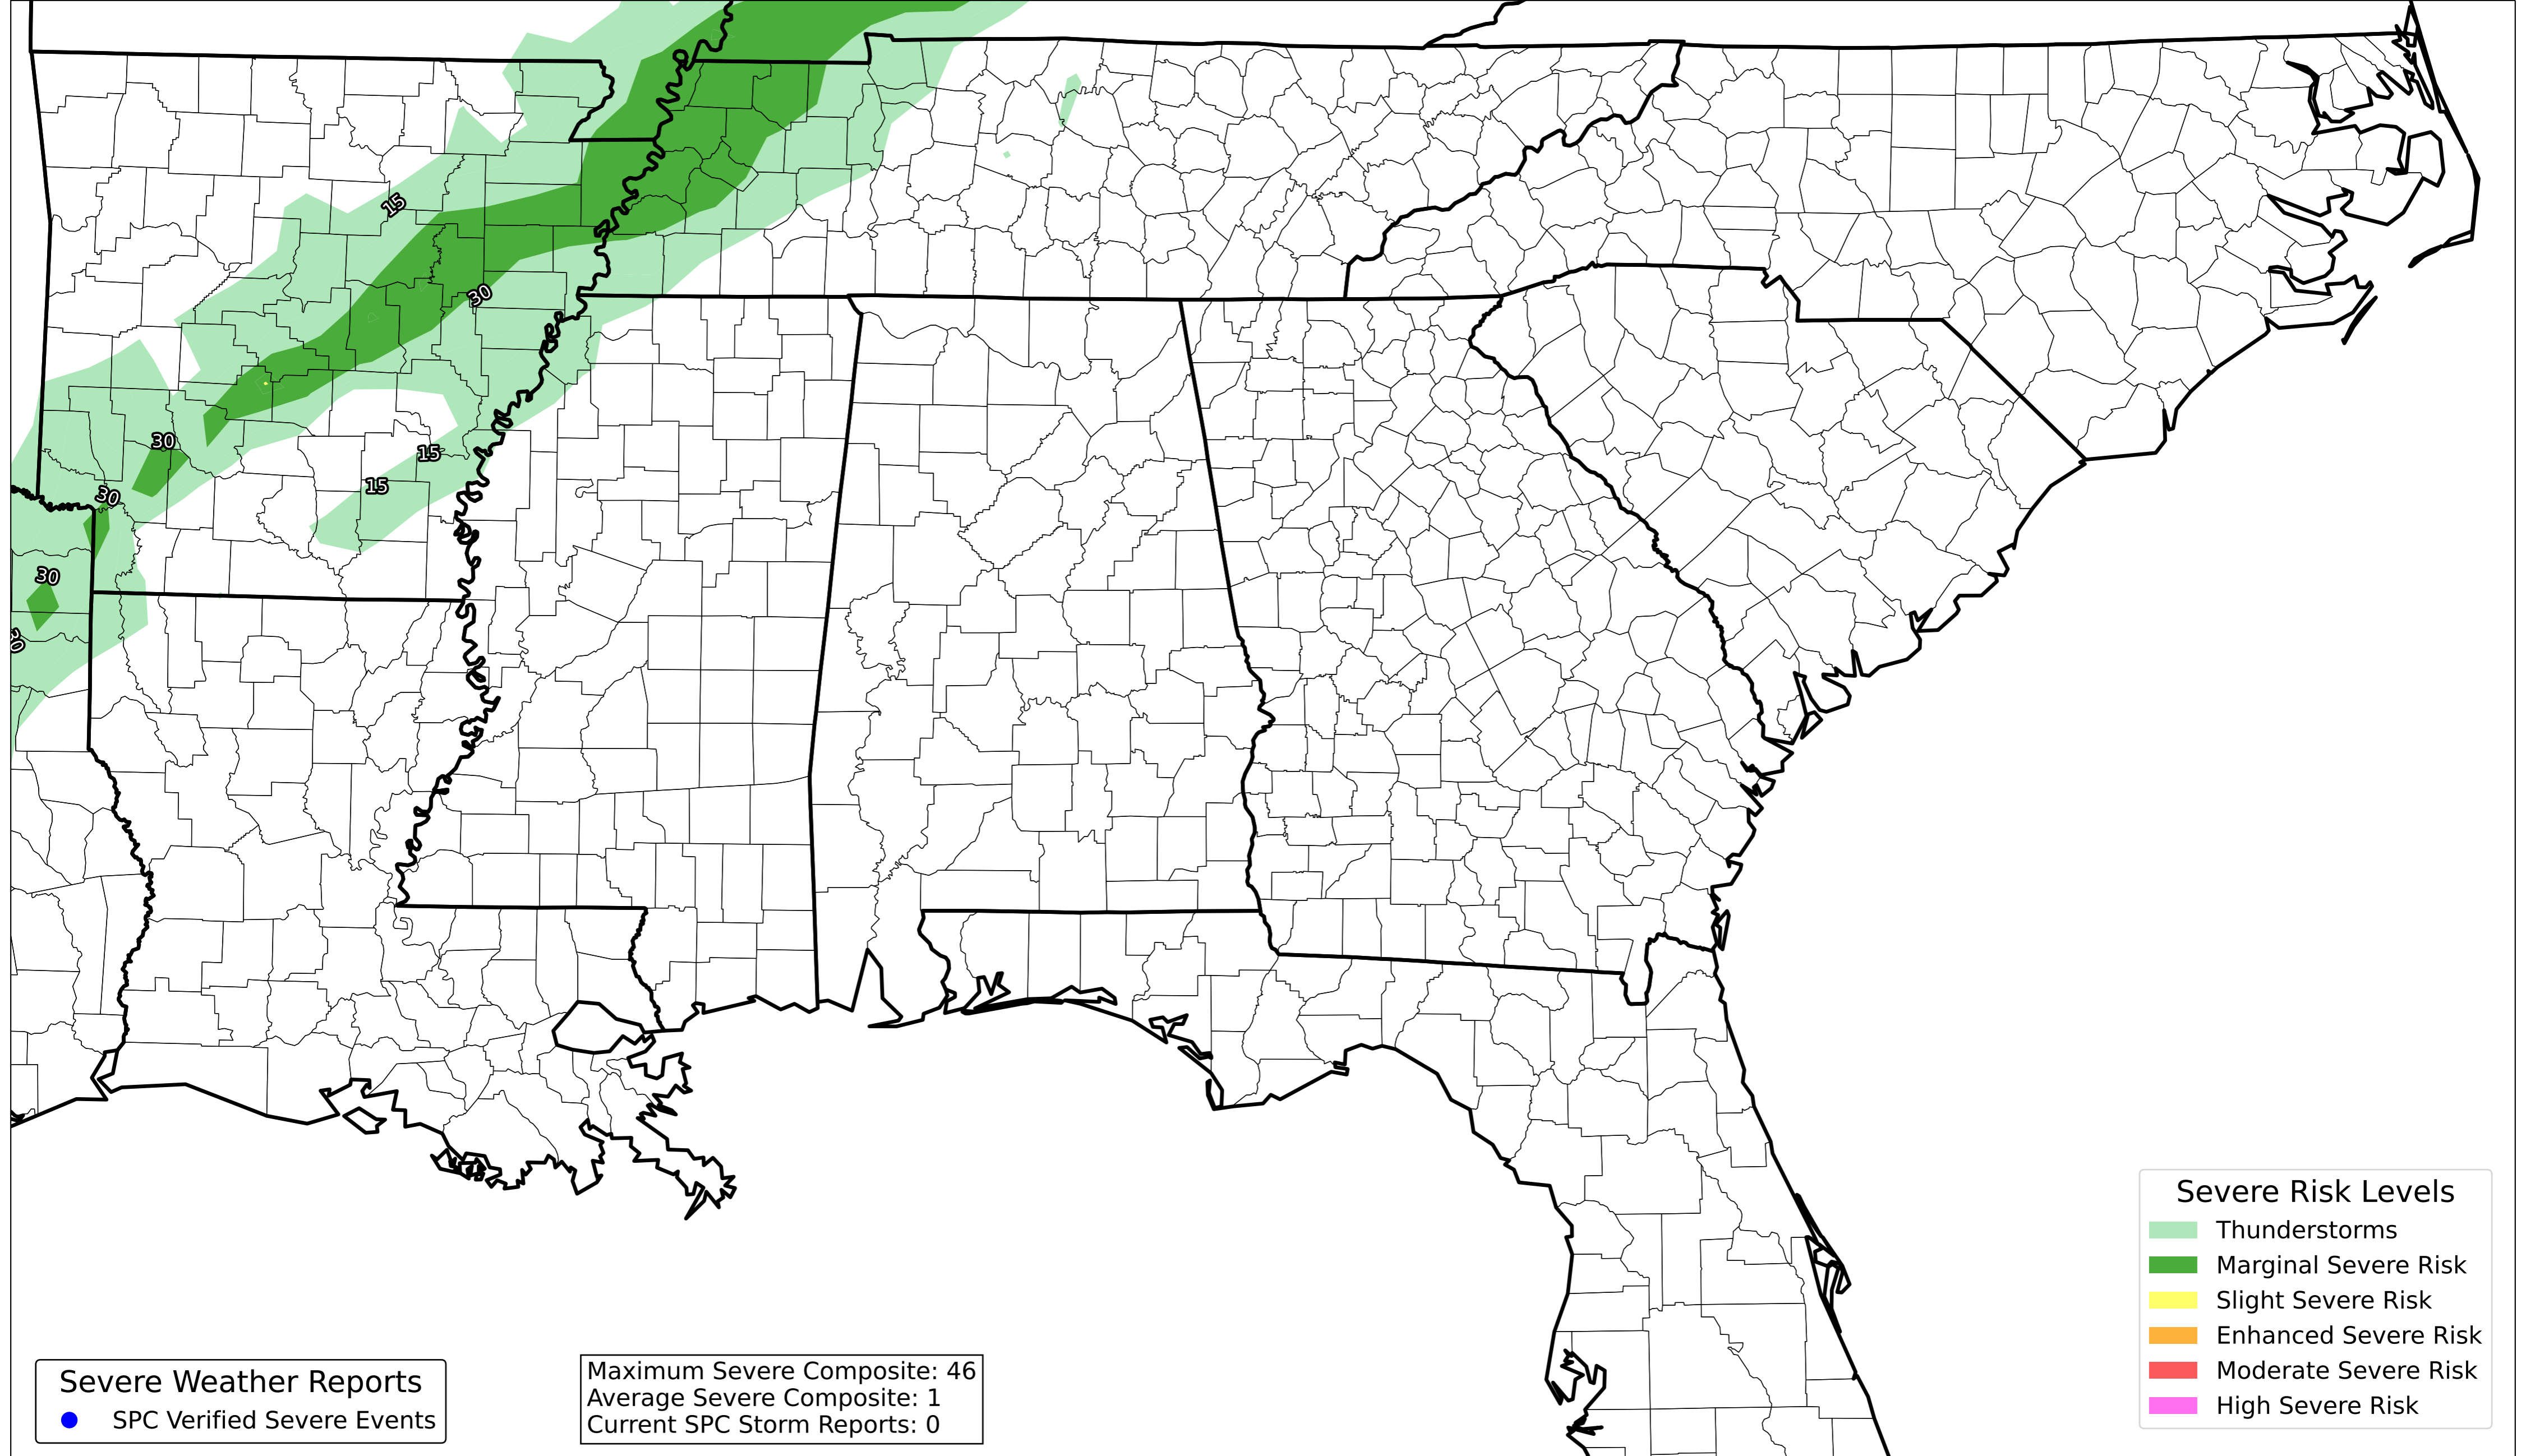 15
30
30
15
15
30
30
Severe Risk Levels
Thunderstorms
Marginal Severe Risk
Slight Severe Risk
Enhanced Severe Risk
Moderate Severe Risk
High Severe Risk
Severe Weather Reports
SPC Verified Severe Events
Maximum Severe Composite: 46
Average Severe Composite: 1
Current SPC Storm Reports: 0